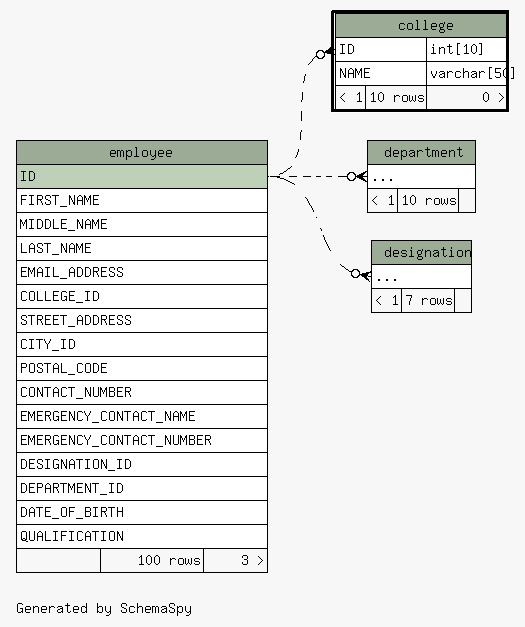 college
ID int[10]
NAME varchar[50]
< 1 10 rows 0 >
employee
ID
FIRST_NAME
MIDDLE_NAME
LAST_NAME
EMAIL_ADDRESS
COLLEGE_ID
STREET_ADDRESS
CITY_ID
POSTAL_CODE
CONTACT_NUMBER
EMERGENCY_CONTACT_NAME
EMERGENCY_CONTACT_NUMBER
DESIGNATION_ID
DEPARTMENT_ID
DATE_OF_BIRTH
QUALIFICATION
100 rows 3 >
department
...
< 1 10 rows
designation
...
< 1 7 rows
Generated by SchemaSpy